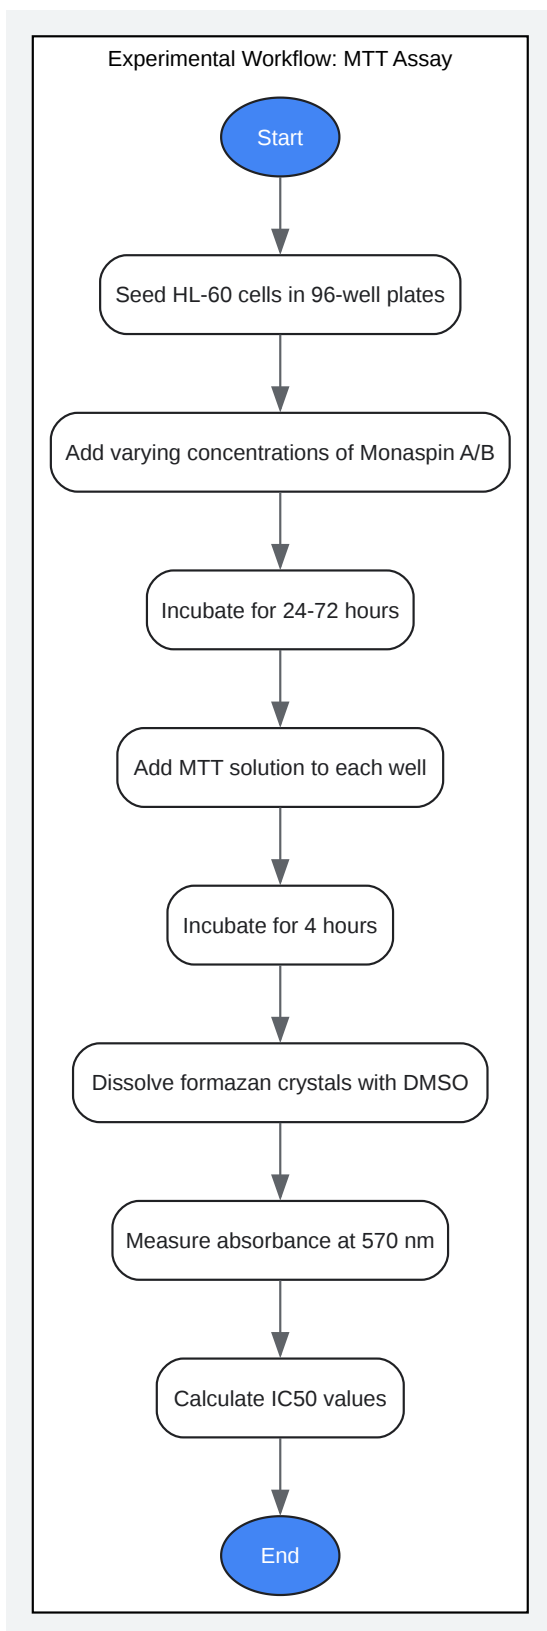 Experimental Workflow: MTT Assay
Start
Seed HL-60 cells in 96-well plates
Add varying concentrations of Monaspin A/B
Incubate for 24-72 hours
Add MTT solution to each well
Incubate for 4 hours
Dissolve formazan crystals with DMSO
Measure absorbance at 570 nm
Calculate IC50 values
End